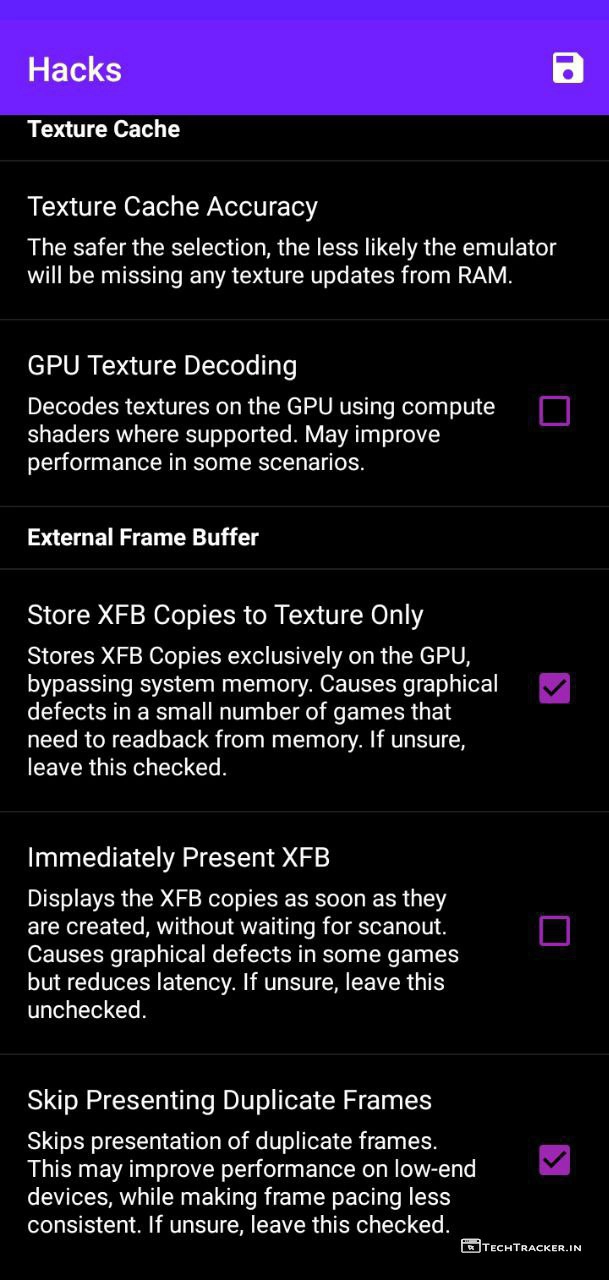 Hacks
Texture Cache
Texture Cache Accuracy
The safer the selection, the less likely the emulator
will be missing any texture updates from RAM.
GPU Texture Decoding
Decodes textures on the GPU using compute
shaders where supported. May improve
performance in some scenarios.
External Frame Buffer
Store XFB Copies to Texture Only
Stores XFB Copies exclusively on the GPU,
bypassing system memory. Causes graphical
defects in a small number of games that
need to readback from memory. If unsure,
leave this checked.
Immediately Present XFB
Displays the XFB copies as soon as they
are created, without waiting for scanout.
Causes graphical defects in some games
but reduces latency. If unsure, leave this
unchecked.
Skip Presenting Duplicate Frames
Skips presentation of duplicate frames.
This may improve performance on low-end
devices, while making frame pacing less
consistent. If unsure, leave this checked.
TECHTRACKER.IN